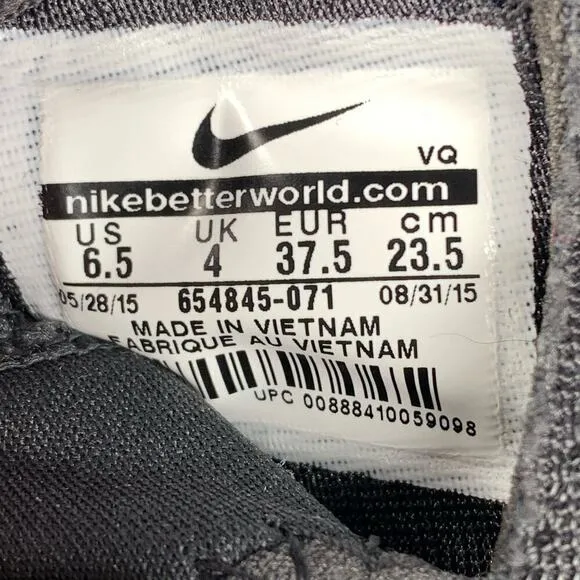 VQ
nikebetterworld.com
US UK EUR cm
6.5 4 37.5 23.5
05/28/15 654845-071 08/31/15
MADE IN VIETNAM
FABRIQUE AU VIETNAM
UPC 00888410059098